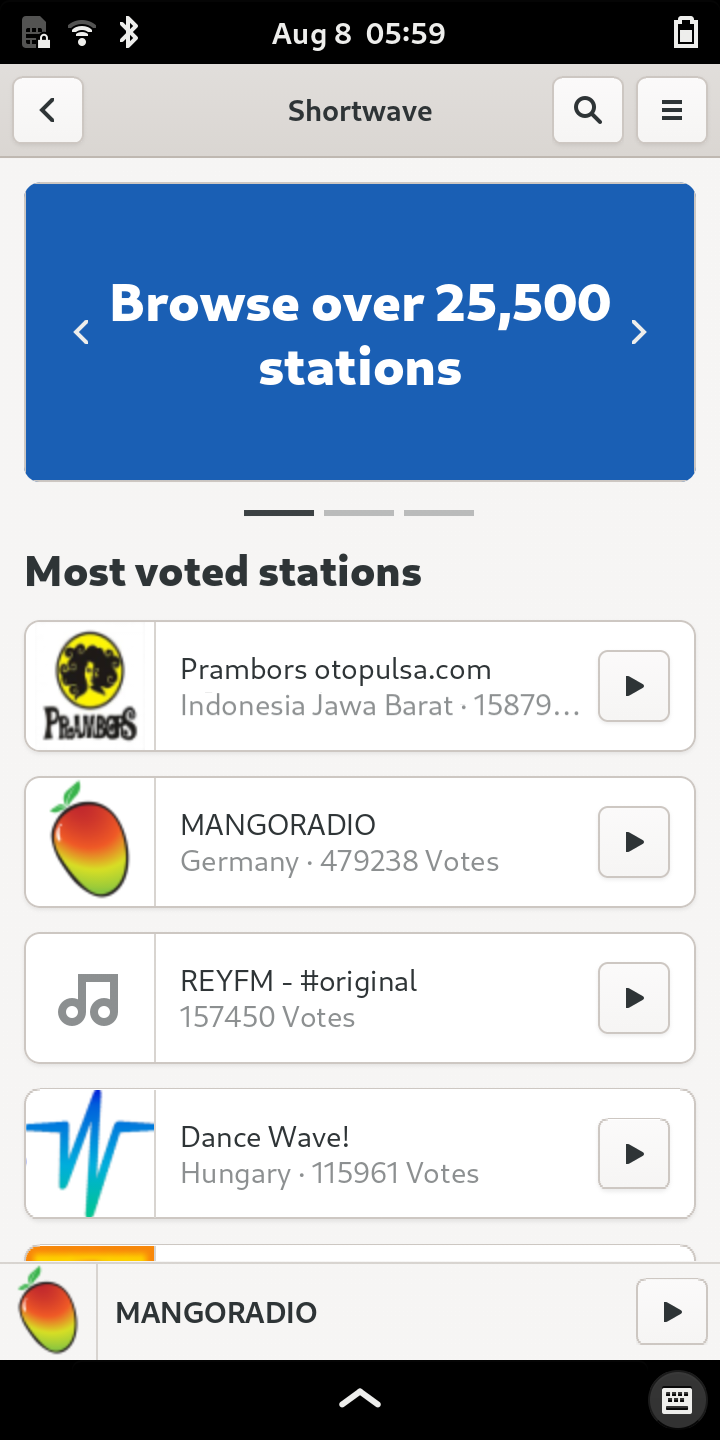 Aug 8 05:59
Shortwave
Browse over 25,500
stations
Most voted stations
PRAMBORS
Prambors otopulsa.com
Indonesia Jawa Barat · 15879…
MANGORADIO
Germany · 479238 Votes
REYFM - #original
157450 Votes
Dance Wave!
Hungary · 115961 Votes
MANGORADIO